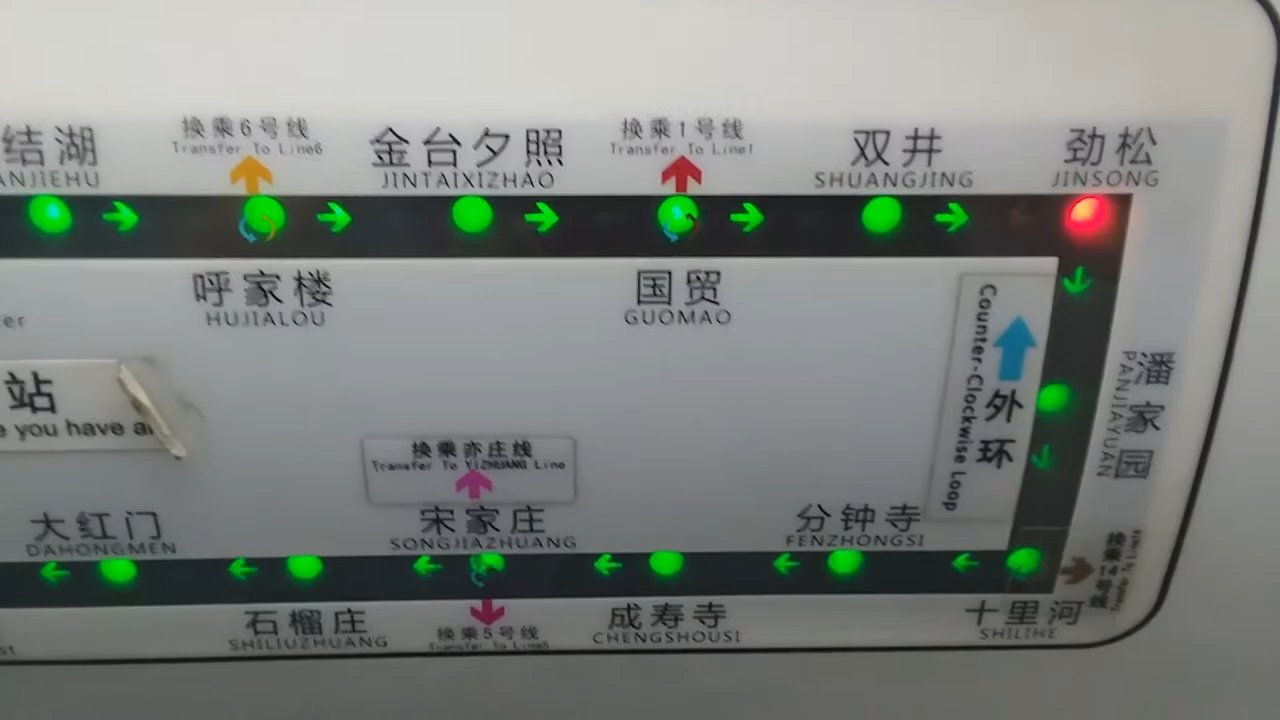 结湖
ANJIEHU
换乘6号线
Transfer To Line6
金台夕照
JINTAIXIZHAO
换乘1号线
Transfer To Line1
双井
SHUANGJING
劲松
JINSONG
呼家楼
HUJIALOU
国贸
GUOMAO
Counter-Clockwise Loop
外环
潘家园
PANJIAYUAN
站
e you have a
换乘亦庄线
Transfer To YIZHUANG Line
大红门
DAHONGMEN
宋家庄
SONGJIAZHUANG
分钟寺
FENZHONGSI
换乘14号线
石榴庄
SHILIUZHUANG
换乘5号线
Transfer To Line5
成寿寺
CHENGSHOUSI
十里河
SHILIHE